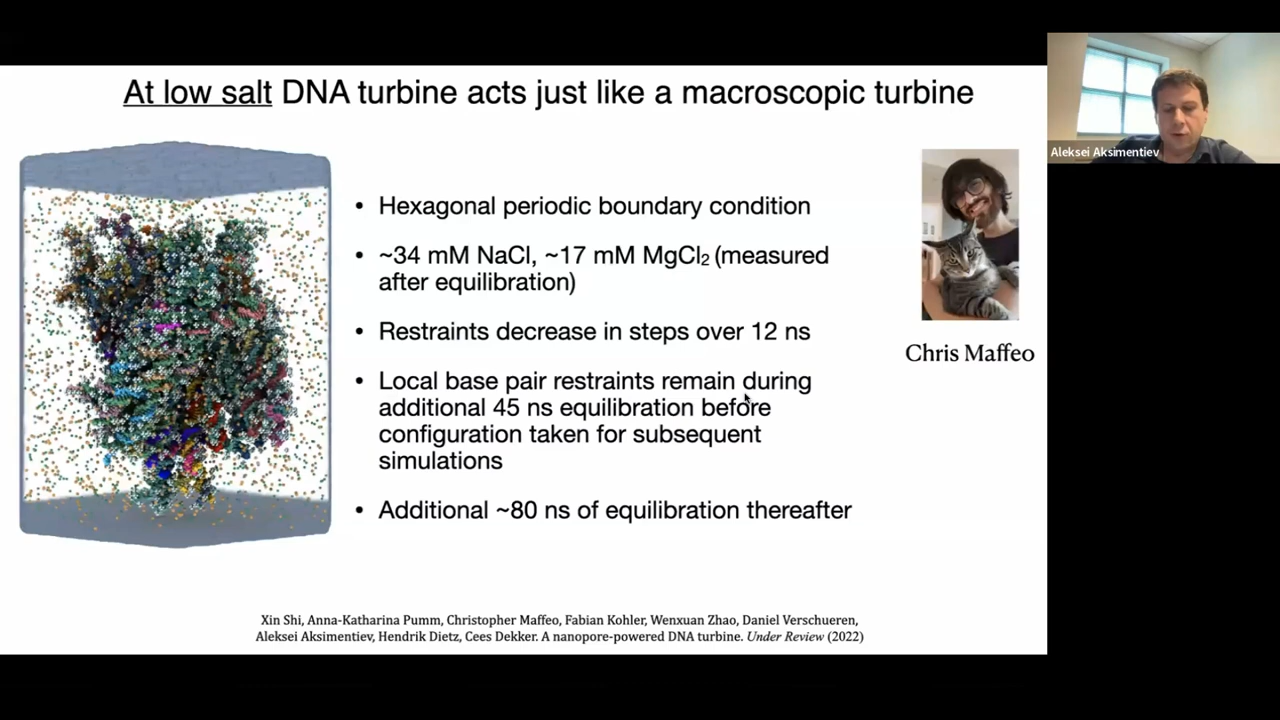 At low salt DNA turbine acts just like a macroscopic turbine
Aleksei Aksimentiev
• Hexagonal periodic boundary condition
• ~34 mM NaCl, ~17 mM MgCl₂ (measured
after equilibration)
• Restraints decrease in steps over 12 ns
Chris Maffeo
• Local base pair restraints remain during
additional 45 ns equilibration before
configuration taken for subsequent
simulations
• Additional ~80 ns of equilibration thereafter
Xin Shi, Anna-Katharina Pumm, Christopher Maffeo, Fabian Kohler, Wenxuan Zhao, Daniel Verschueren,
Aleksei Aksimentiev, Hendrik Dietz, Cees Dekker. A nanopore-powered DNA turbine. Under Review (2022)